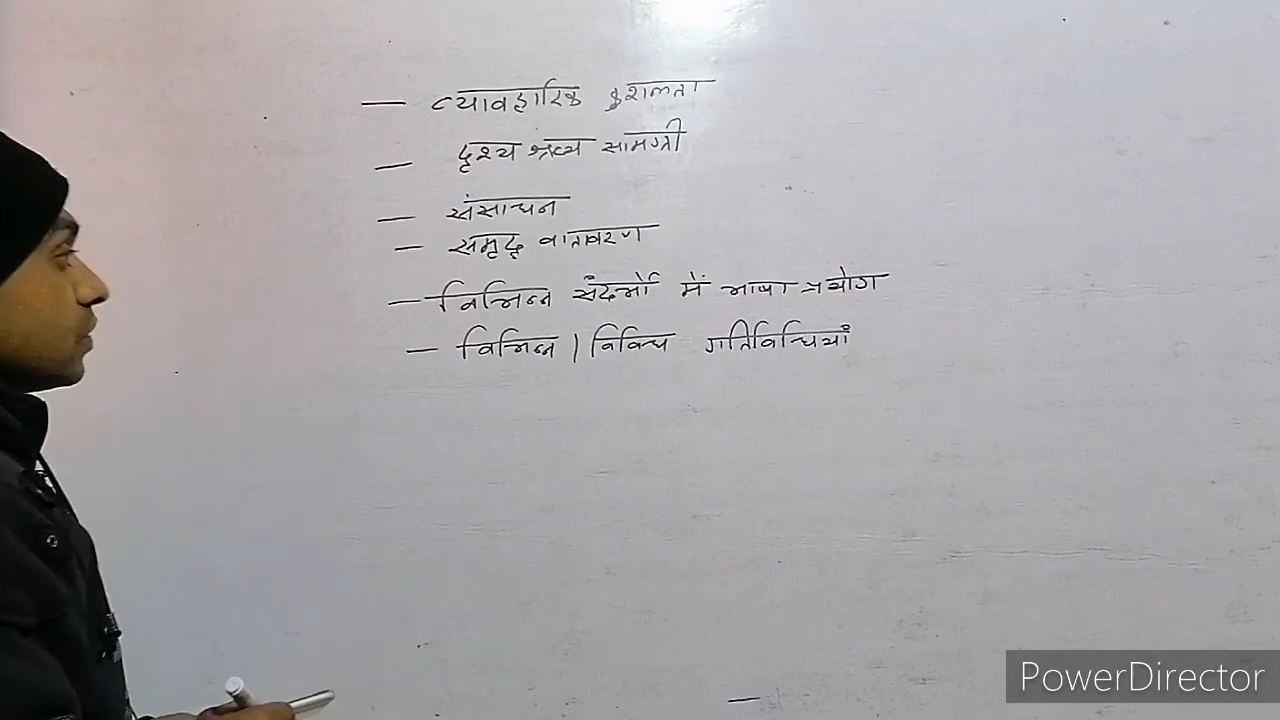 — व्यावहारिक कुशलता
— दृश्य श्रव्य सामग्री
— संसाधन
— समृद्ध वातावरण
— विभिन्न संदर्भों में भाषा प्रयोग
— विभिन्न / विविध गतिविधियाँ
PowerDirector